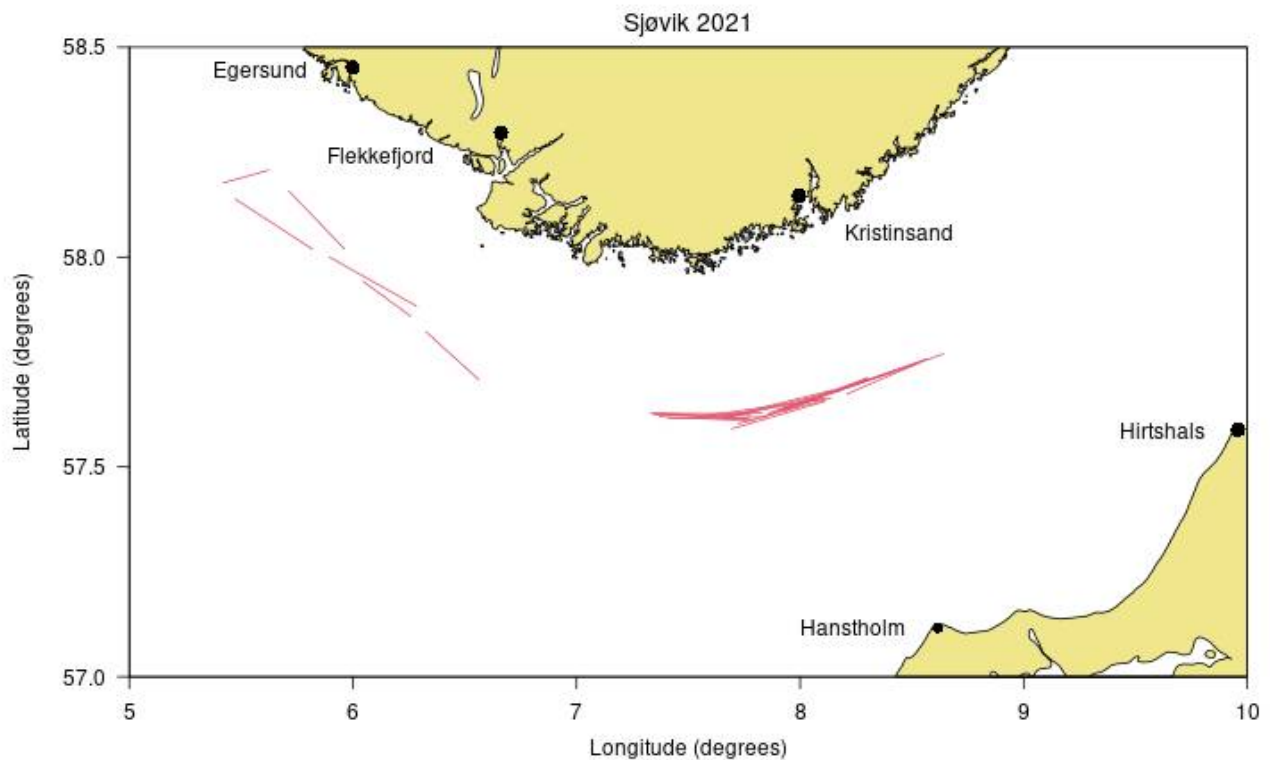 Sjøvik 2021
58.5
Egersund
Flekkefjord
Kristinsand
58.0
Latitude (degrees)
Hirtshals
57.5
Hanstholm
57.0
5 6 7 8 9 10
Longitude (degrees)